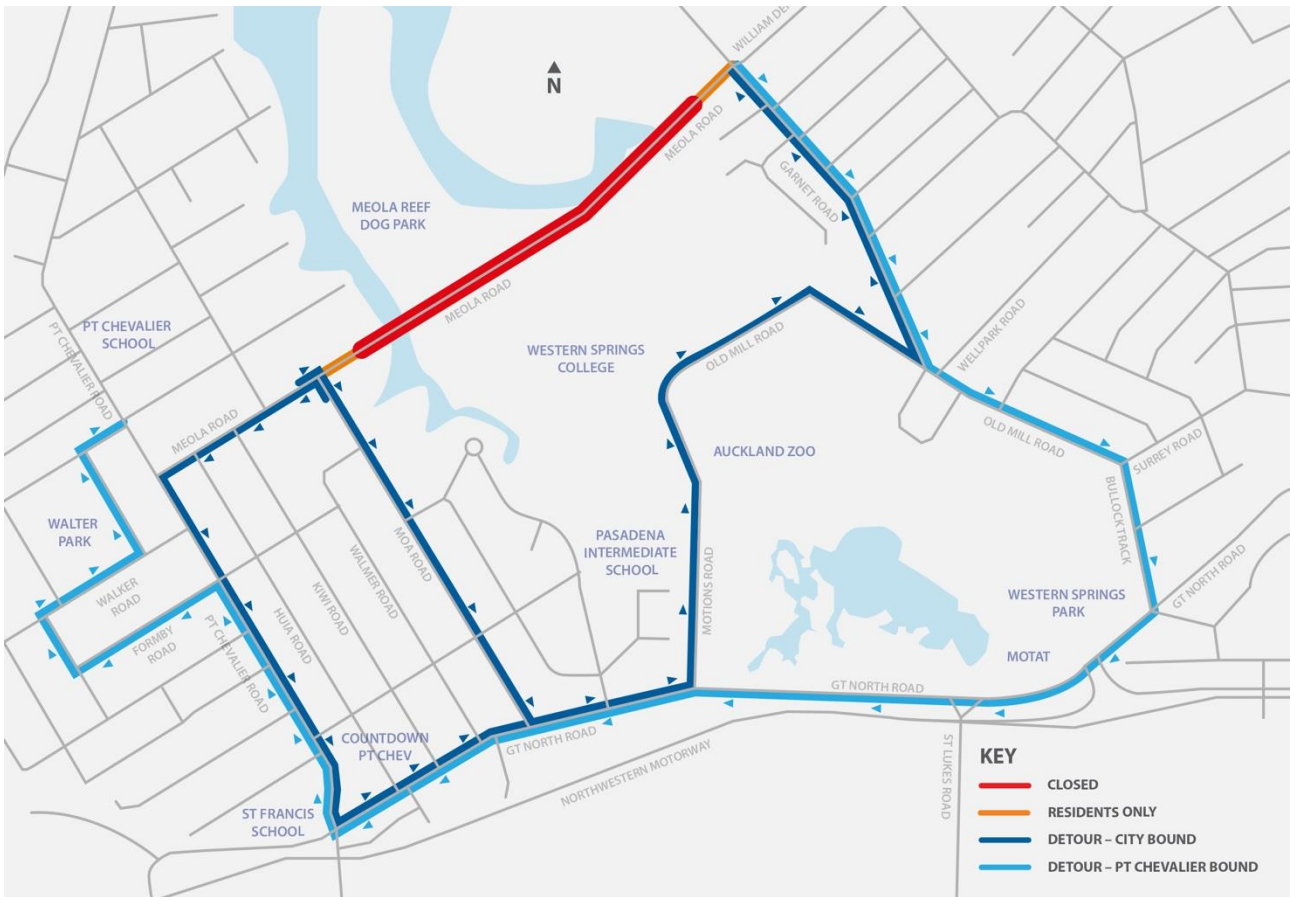 WILLIAM DE
N
MEOLA ROAD
GARNET ROAD
MEOLA REEF
DOG PARK
MEOLA ROAD
PT CHEVALIER
SCHOOL
PT CHEVALIER ROAD
WESTERN SPRINGS
COLLEGE
OLD MILL ROAD
WELLPARK ROAD
OLD MILL ROAD
SURREY ROAD
MEOLA ROAD
AUCKLAND ZOO
BULLOCK TRACK
WALTER
PARK
WALKER
ROAD
FORMBY
ROAD
PT CHEVALIER ROAD
HUIA ROAD
KIWI ROAD
WALMER ROAD
MOA ROAD
PASADENA
INTERMEDIATE
SCHOOL
MOTIONS ROAD
GT NORTH ROAD
WESTERN SPRINGS
PARK
MOTAT
GT NORTH ROAD
COUNTDOWN
PT CHEV
GT NORTH ROAD
NORTHWESTERN MOTORWAY
ST LUKES ROAD
ST FRANCIS
SCHOOL
KEY
CLOSED
RESIDENTS ONLY
DETOUR – CITY BOUND
DETOUR – PT CHEVALIER BOUND